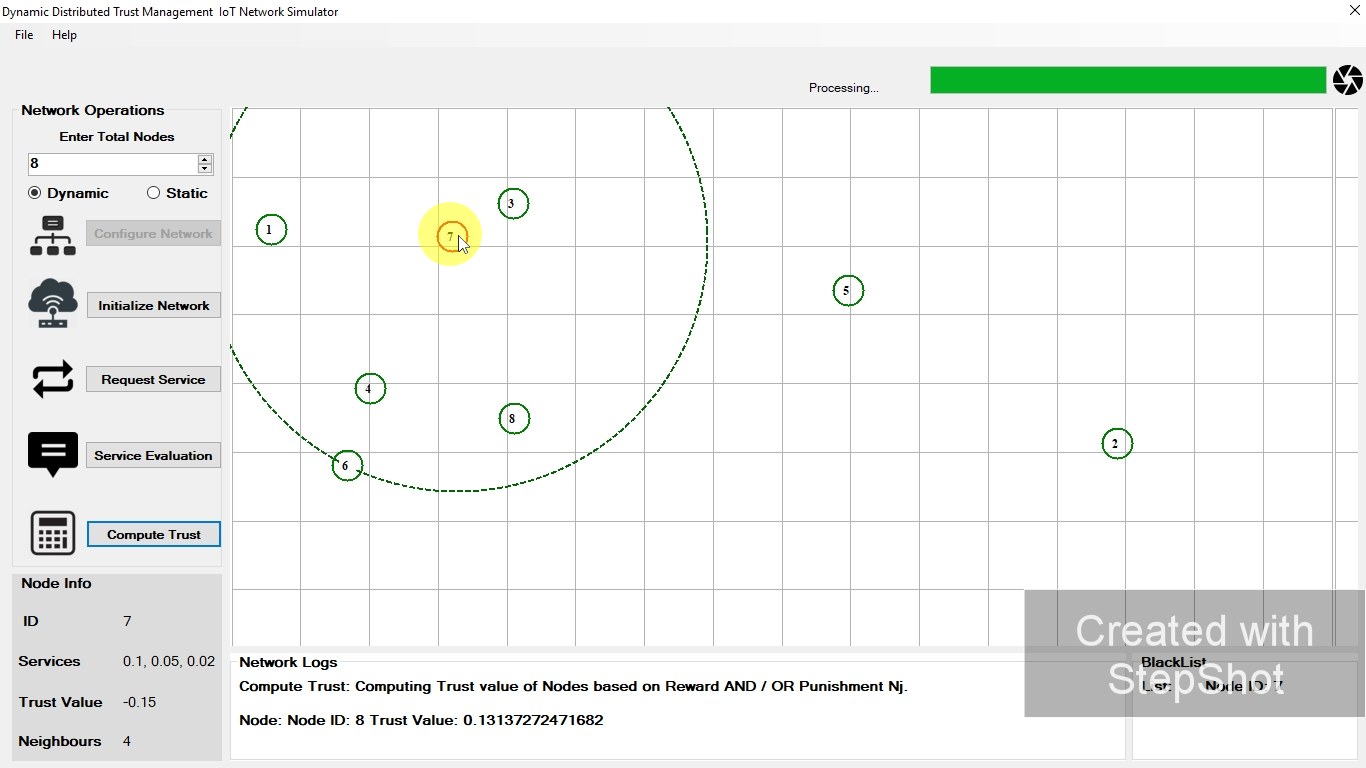 Dynamic Distributed Trust Management IoT Network Simulator
File Help
Processing...
Network Operations
Enter Total Nodes
8
Dynamic Static
Configure Network
Initialize Network
Request Service
Service Evaluation
Compute Trust
1
7
3
5
4
8
6
2
Node Info
ID 7
Services 0.1, 0.05, 0.02
Trust Value -0.15
Neighbours 4
Network Logs
Compute Trust: Computing Trust value of Nodes based on Reward AND / OR Punishment Nj.
Node: Node ID: 8 Trust Value: 0.13137272471682
BlackList
List: Node ID: 7
Created with
StepShot